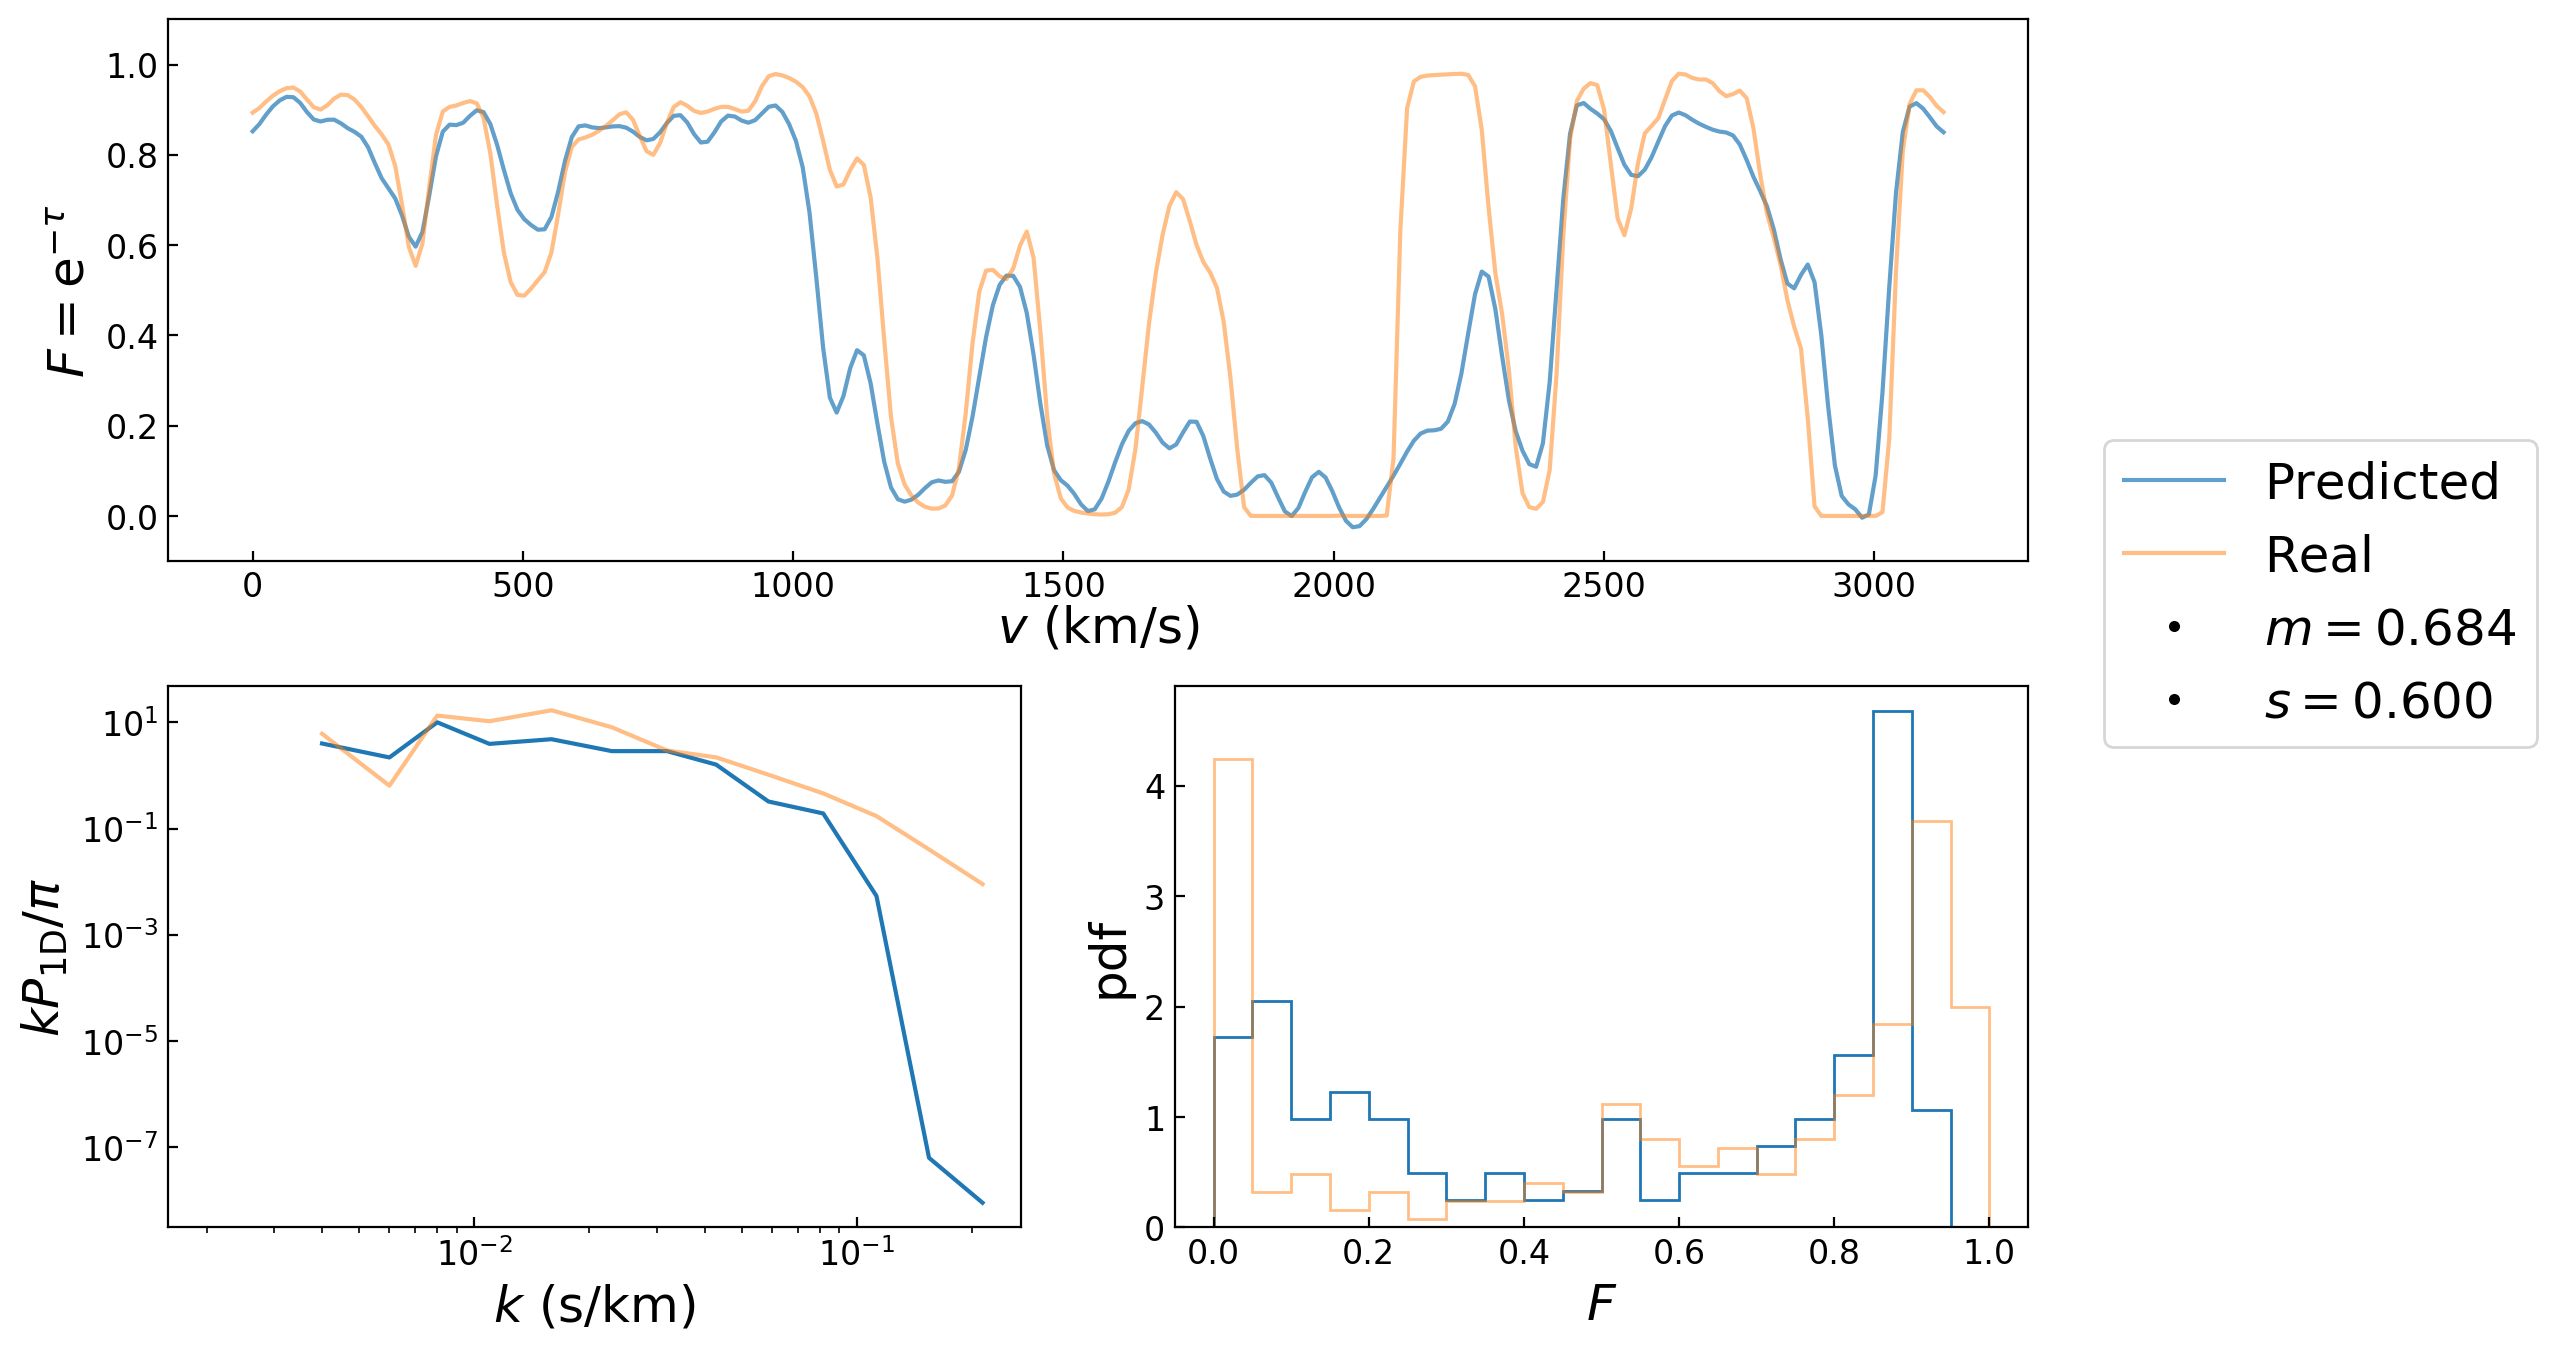 1.0
0.8
0.6
0.4
0.2
0.0
F = e^{−τ}
0 500 1000 1500 2000 2500 3000
v (km/s)
Predicted
Real
m = 0.684
s = 0.600
10^1
10^{−1}
10^{−3}
10^{−5}
10^{−7}
kP_{1D}/π
10^{−2} 10^{−1}
k (s/km)
4
3
2
1
0
pdf
0.0 0.2 0.4 0.6 0.8 1.0
F